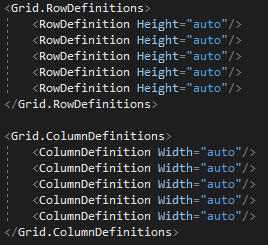 <Grid.RowDefinitions>
    <RowDefinition Height="auto"/>
    <RowDefinition Height="auto"/>
    <RowDefinition Height="auto"/>
    <RowDefinition Height="auto"/>
    <RowDefinition Height="auto"/>
</Grid.RowDefinitions>

<Grid.ColumnDefinitions>
    <ColumnDefinition Width="auto"/>
    <ColumnDefinition Width="auto"/>
    <ColumnDefinition Width="auto"/>
    <ColumnDefinition Width="auto"/>
    <ColumnDefinition Width="auto"/>
</Grid.ColumnDefinitions>